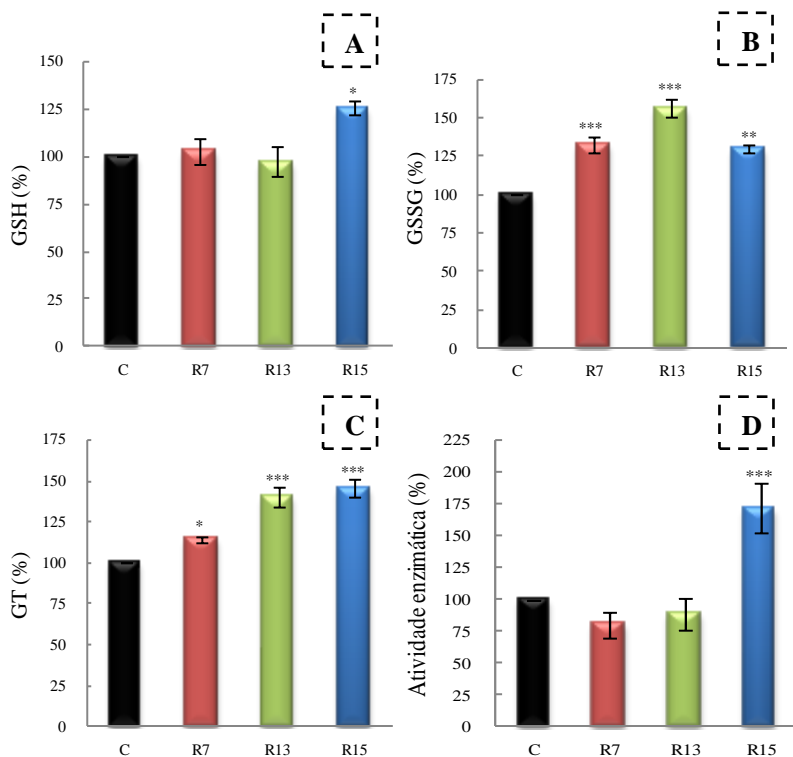 A
GSH (%)
150
125
100
75
50
25
0
*
C R7 R13 R15
B
GSSG (%)
175
150
125
100
75
50
25
0
*** *** **
C R7 R13 R15
C
GT (%)
175
150
125
100
75
50
25
0
* *** ***
C R7 R13 R15
D
Atividade enzimática (%)
225
200
175
150
125
100
75
50
25
0
***
C R7 R13 R15